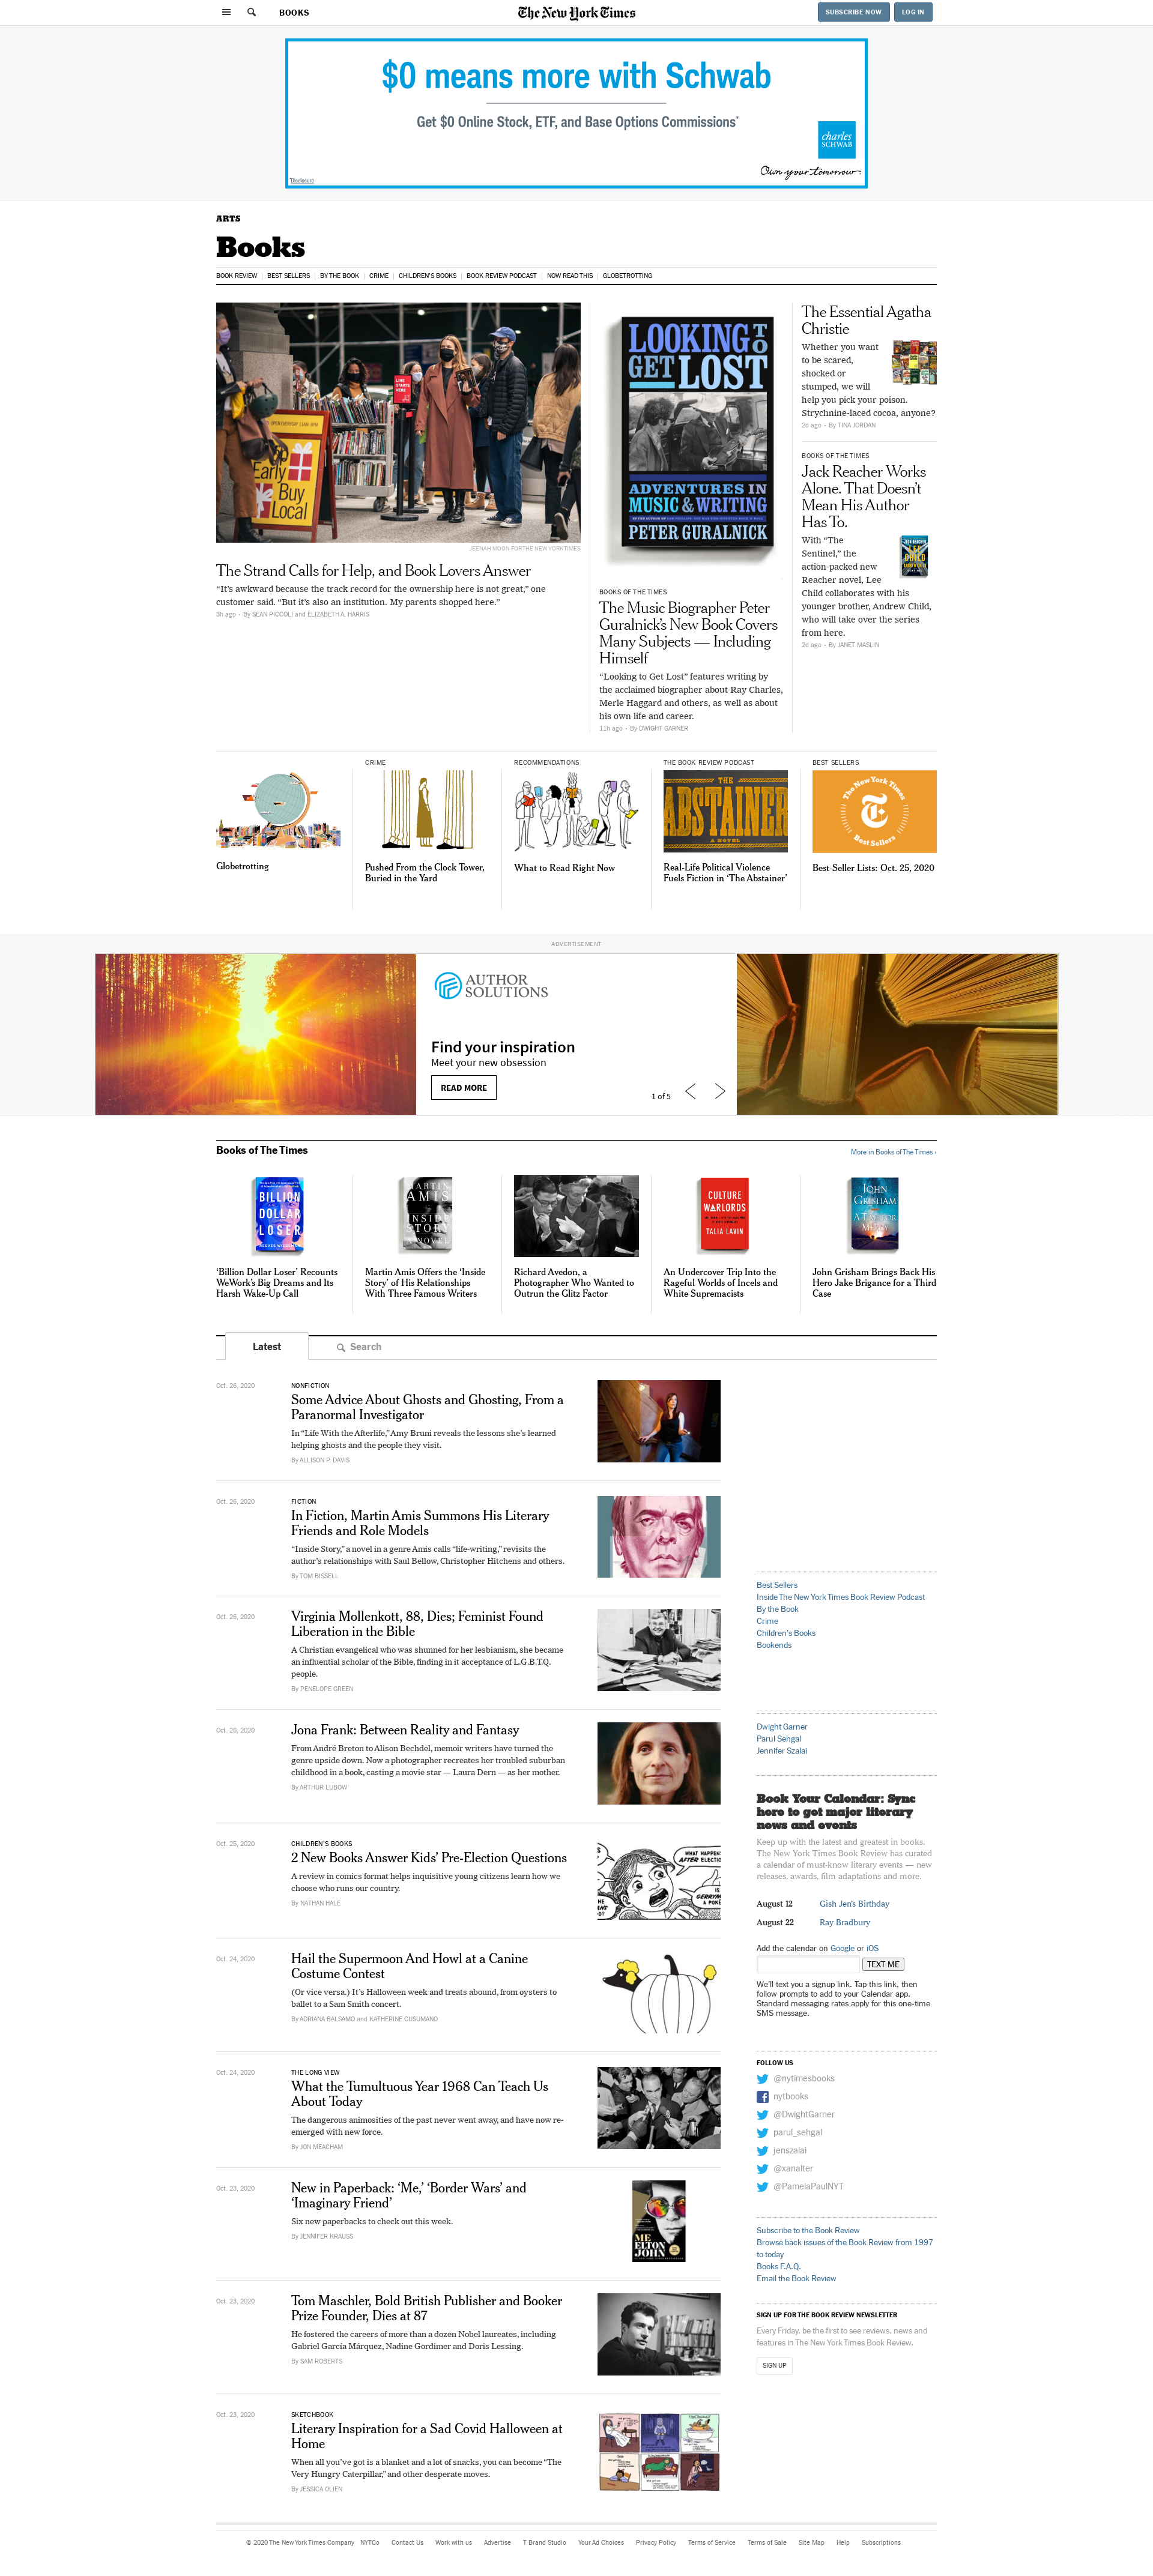 BOOKS
The New York Times
SUBSCRIBE NOW
LOG IN
$0 means more with Schwab
Get $0 Online Stock, ETF, and Base Options Commissions*
charles
SCHWAB
Own your tomorrow.
Disclosure
ARTS
Books
BOOK REVIEW
BEST SELLERS
BY THE BOOK
CRIME
CHILDREN'S BOOKS
BOOK REVIEW PODCAST
NOW READ THIS
GLOBETROTTING
LINE
STARTS
HERE
Early
Buy
Local
JEENAH MOON FOR THE NEW YORK TIMES
The Strand Calls for Help, and Book Lovers Answer
“It’s awkward because the track record for the ownership here is not great,” one
customer said. “But it’s also an institution. My parents shopped here.”
3h ago - By SEAN PICCOLI and ELIZABETH A. HARRIS
LOOKING TO
GET LOST
ADVENTURES IN
MUSIC & WRITING
PETER GURALNICK
BOOKS OF THE TIMES
The Music Biographer Peter
Guralnick’s New Book Covers
Many Subjects — Including
Himself
“Looking to Get Lost” features writing by
the acclaimed biographer about Ray Charles,
Merle Haggard and others, as well as about
his own life and career.
11h ago - By DWIGHT GARNER
The Essential Agatha
Christie
Whether you want
to be scared,
shocked or
stumped, we will
help you pick your poison.
Strychnine-laced cocoa, anyone?
2d ago - By TINA JORDAN
BOOKS OF THE TIMES
Jack Reacher Works
Alone. That Doesn’t
Mean His Author
Has To.
With “The
Sentinel,” the
action-packed new
Reacher novel, Lee
Child collaborates with his
younger brother, Andrew Child,
who will take over the series
from here.
2d ago - By JANET MASLIN
Globetrotting
CRIME
Pushed From the Clock Tower,
Buried in the Yard
RECOMMENDATIONS
What to Read Right Now
THE BOOK REVIEW PODCAST
THE
ABSTAINER
A NOVEL
Real-Life Political Violence
Fuels Fiction in ‘The Abstainer’
BEST SELLERS
The New York Times
Best Sellers
Best-Seller Lists: Oct. 25, 2020
ADVERTISEMENT
AUTHOR
SOLUTIONS
Find your inspiration
Meet your new obsession
READ MORE
1 of 5
Books of The Times
More in Books of The Times ›
BILLION
DOLLAR
LOSER
‘Billion Dollar Loser’ Recounts
WeWork’s Big Dreams and Its
Harsh Wake-Up Call
MARTIN
AMIS
INSIDE
STORY
Martin Amis Offers the ‘Inside
Story’ of His Relationships
With Three Famous Writers
Richard Avedon, a
Photographer Who Wanted to
Outrun the Glitz Factor
CULTURE
WARLORDS
TALIA LAVIN
An Undercover Trip Into the
Rageful Worlds of Incels and
White Supremacists
JOHN
GRISHAM
A TIME FOR
MERCY
John Grisham Brings Back His
Hero Jake Brigance for a Third
Case
Latest
Search
Oct. 26, 2020
NONFICTION
Some Advice About Ghosts and Ghosting, From a
Paranormal Investigator
In “Life With the Afterlife,” Amy Bruni reveals the lessons she’s learned
helping ghosts and the people they visit.
By ALLISON P. DAVIS
Oct. 26, 2020
FICTION
In Fiction, Martin Amis Summons His Literary
Friends and Role Models
“Inside Story,” a novel in a genre Amis calls “life-writing,” revisits the
author’s relationships with Saul Bellow, Christopher Hitchens and others.
By TOM BISSELL
Oct. 26, 2020
Virginia Mollenkott, 88, Dies; Feminist Found
Liberation in the Bible
A Christian evangelical who was shunned for her lesbianism, she became
an influential scholar of the Bible, finding in it acceptance of L.G.B.T.Q.
people.
By PENELOPE GREEN
Oct. 26, 2020
Jona Frank: Between Reality and Fantasy
From André Breton to Alison Bechdel, memoir writers have turned the
genre upside down. Now a photographer recreates her troubled suburban
childhood in a book, casting a movie star — Laura Dern — as her mother.
By ARTHUR LUBOW
Oct. 25, 2020
CHILDREN’S BOOKS
2 New Books Answer Kids’ Pre-Election Questions
A review in comics format helps inquisitive young citizens learn how we
choose who runs our country.
By NATHAN HALE
WHAT HAPPENS
AFTER ELECTION
Oct. 24, 2020
Hail the Supermoon And Howl at a Canine
Costume Contest
(Or vice versa.) It’s Halloween week and treats abound, from oysters to
ballet to a Sam Smith concert.
By ADRIANA BALSAMO and KATHERINE CUSUMANO
Oct. 24, 2020
THE LONG VIEW
What the Tumultuous Year 1968 Can Teach Us
About Today
The dangerous animosities of the past never went away, and have now re-
emerged with new force.
By JON MEACHAM
Oct. 23, 2020
New in Paperback: ‘Me,’ ‘Border Wars’ and
‘Imaginary Friend’
Six new paperbacks to check out this week.
By JENNIFER KRAUSS
ME
ELTON
JOHN
Oct. 23, 2020
Tom Maschler, Bold British Publisher and Booker
Prize Founder, Dies at 87
He fostered the careers of more than a dozen Nobel laureates, including
Gabriel García Márquez, Nadine Gordimer and Doris Lessing.
By SAM ROBERTS
Oct. 23, 2020
SKETCHBOOK
Literary Inspiration for a Sad Covid Halloween at
Home
When all you’ve got is a blanket and a lot of snacks, you can become “The
Very Hungry Caterpillar,” and other desperate moves.
By JESSICA OLIEN
Best Sellers
Inside The New York Times Book Review Podcast
By the Book
Crime
Children's Books
Bookends
Dwight Garner
Parul Sehgal
Jennifer Szalai
Book Your Calendar: Sync
here to get major literary
news and events
Keep up with the latest and greatest in books.
The New York Times Book Review has curated
a calendar of must-know literary events — new
releases, awards, film adaptations and more.
August 12
Gish Jen’s Birthday
August 22
Ray Bradbury
Add the calendar on Google or iOS
TEXT ME
We'll text you a signup link. Tap this link, then
follow prompts to add to your Calendar app.
Standard messaging rates apply for this one-time
SMS message.
FOLLOW US
@nytimesbooks
nytbooks
@DwightGarner
parul_sehgal
jenszalai
@xanalter
@PamelaPaulNYT
Subscribe to the Book Review
Browse back issues of the Book Review from 1997
to today
Books F.A.Q.
Email the Book Review
SIGN UP FOR THE BOOK REVIEW NEWSLETTER
Every Friday, be the first to see reviews, news and
features in The New York Times Book Review.
SIGN UP
© 2020 The New York Times Company
NYTCo
Contact Us
Work with us
Advertise
T Brand Studio
Your Ad Choices
Privacy Policy
Terms of Service
Terms of Sale
Site Map
Help
Subscriptions